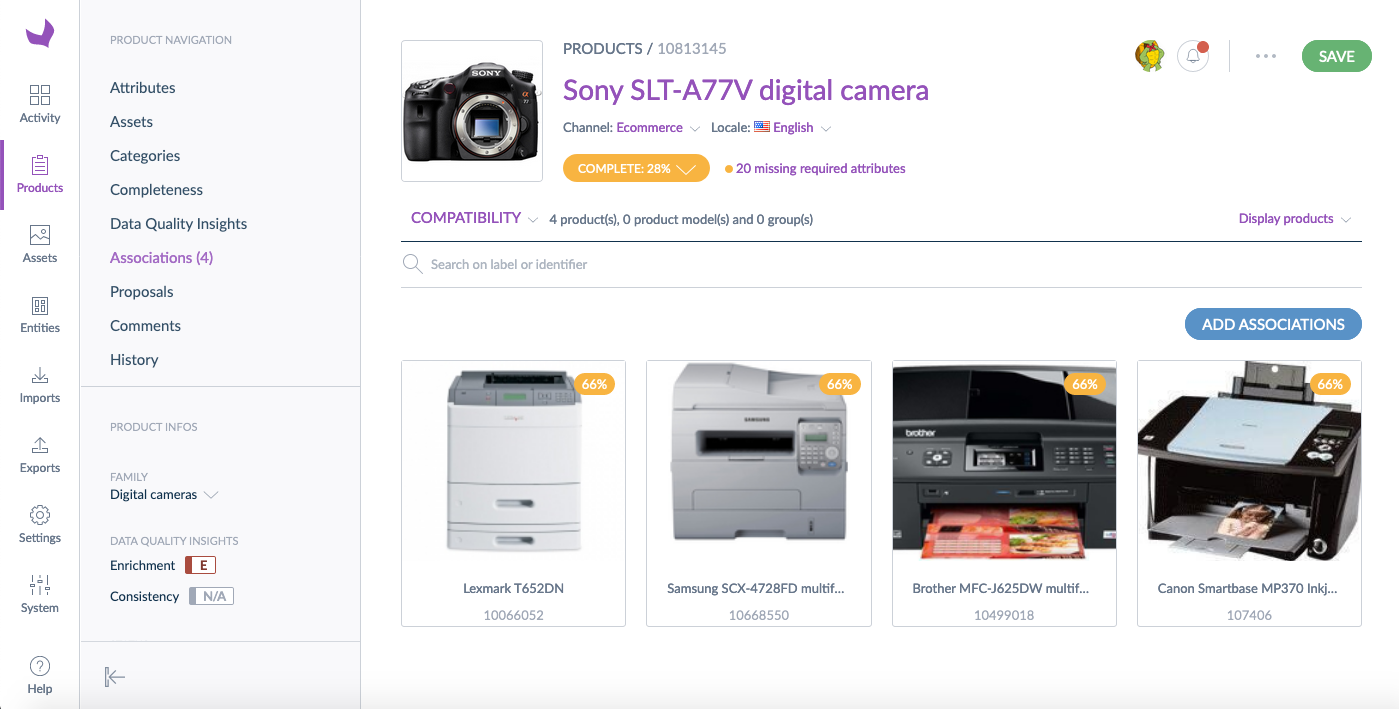 Activity
Products
Assets
Entities
Imports
Exports
Settings
System
Help
PRODUCT NAVIGATION
Attributes
Assets
Categories
Completeness
Data Quality Insights
Associations (4)
Proposals
Comments
History
PRODUCT INFOS
FAMILY
Digital cameras
DATA QUALITY INSIGHTS
Enrichment E
Consistency N/A
SONY
PRODUCTS / 10813145
SAVE
Sony SLT-A77V digital camera
Channel: Ecommerce Locale: English
COMPLETE: 28% 20 missing required attributes
COMPATIBILITY 4 product(s), 0 product model(s) and 0 group(s) Display products
Search on label or identifier
ADD ASSOCIATIONS
66%
Lexmark T652DN
10066052
66%
SAMSUNG
Samsung SCX-4728FD multif...
10668550
66%
brother
Brother MFC-J625DW multif...
10499018
66%
Canon Smartbase MP370 Inkj...
107406